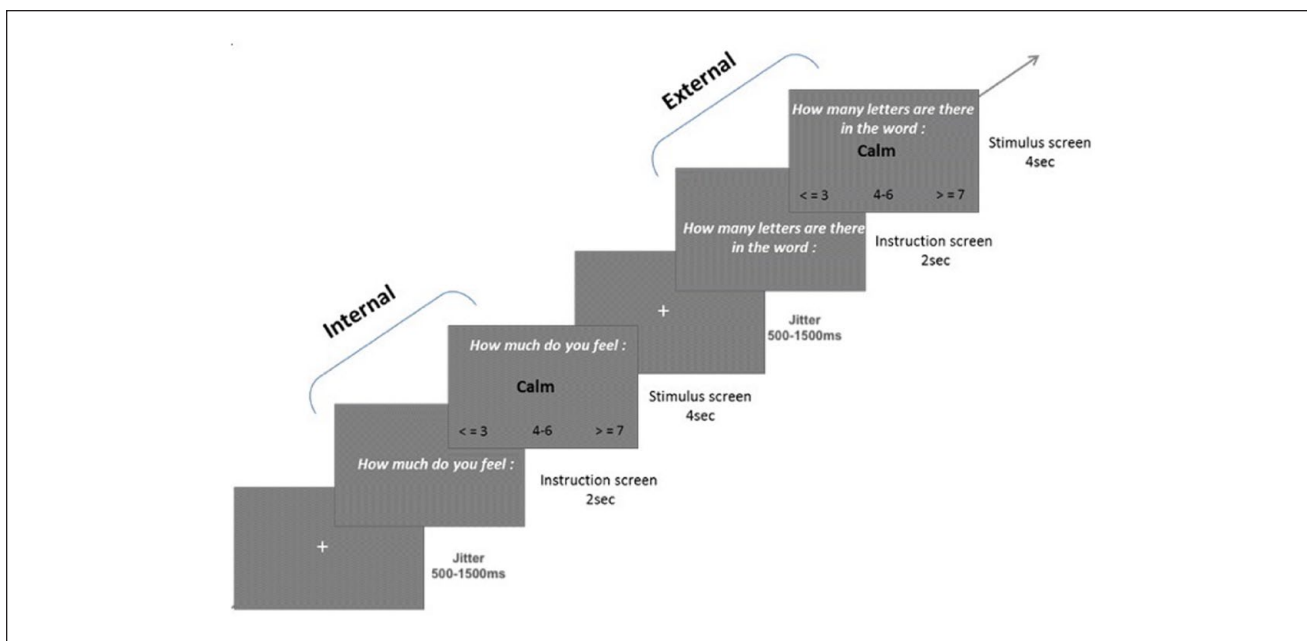 External
How many letters are there
in the word :
Calm
< = 3 4-6 > = 7
Stimulus screen
4sec
How many letters are there
in the word :
Instruction screen
2sec
+
Jitter
500-1500ms
Internal
How much do you feel :
Calm
< = 3 4-6 > = 7
Stimulus screen
4sec
How much do you feel :
Instruction screen
2sec
+
Jitter
500-1500ms